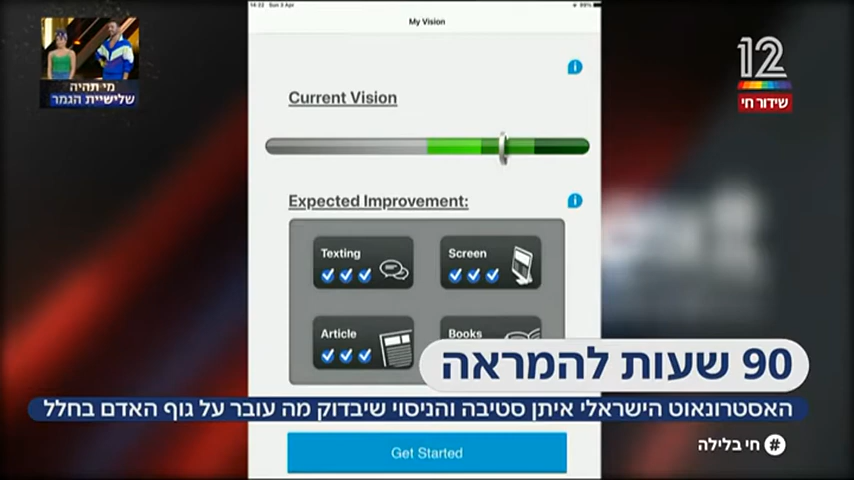 14:22 Sun 3 Apr
99%
My Vision
מי תהיה
שלישיית הגמר
12
שידור חי
Current Vision
Expected Improvement:
Texting
Screen
Article
Books
90 שעות להמראה
האסטרונאוט הישראלי איתן סטיבה והניסוי שיבדוק מה עובר על גוף האדם בחלל
# חי בלילה
Get Started